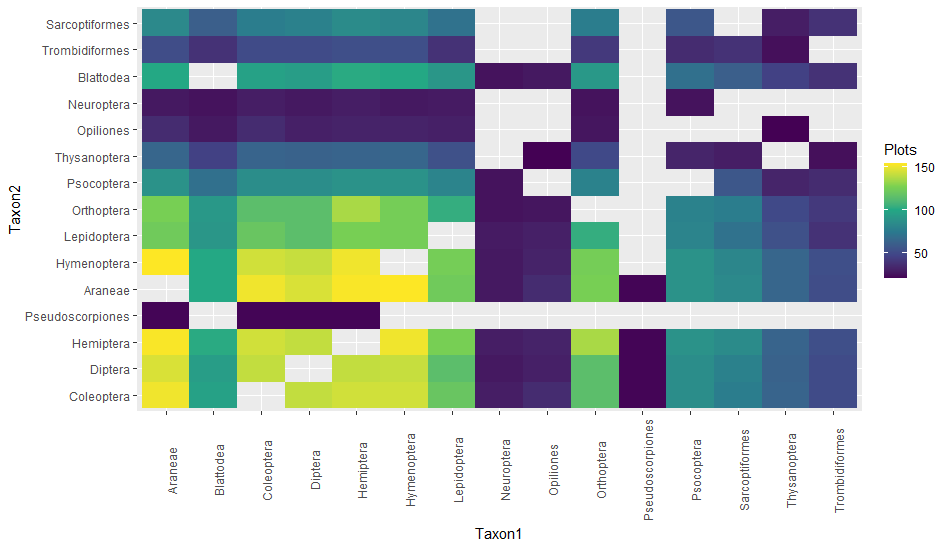 Sarcoptiformes
Trombidiformes
Blattodea
Neuroptera
Opiliones
Thysanoptera
Psocoptera
Orthoptera
Lepidoptera
Hymenoptera
Araneae
Pseudoscorpiones
Hemiptera
Diptera
Coleoptera
Taxon2
Araneae
Blattodea
Coleoptera
Diptera
Hemiptera
Hymenoptera
Lepidoptera
Neuroptera
Opiliones
Orthoptera
Pseudoscorpiones
Psocoptera
Sarcoptiformes
Thysanoptera
Trombidiformes
Taxon1
Plots
150
100
50